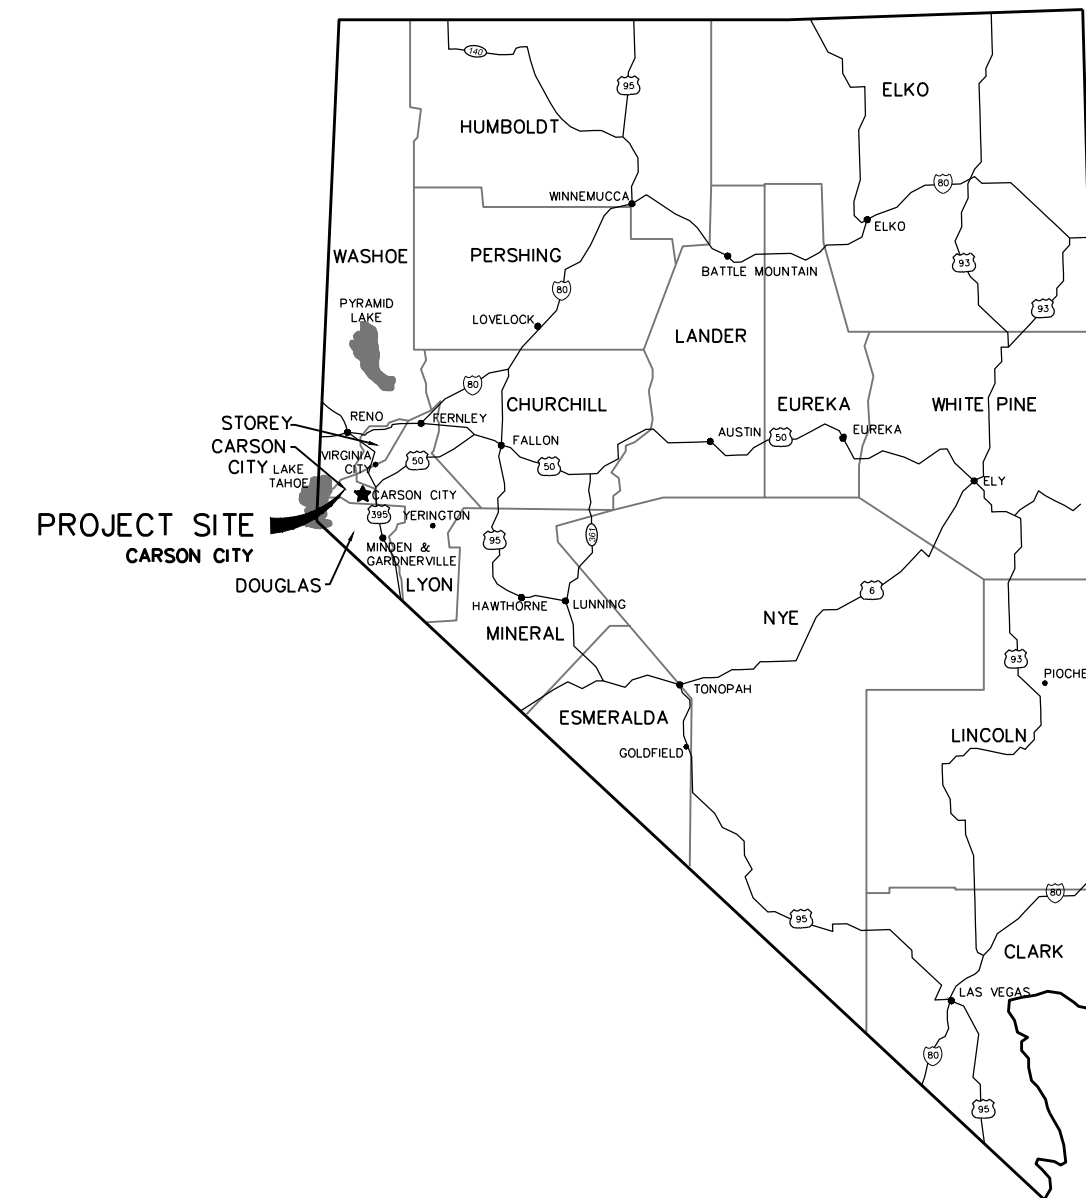 140
95
ELKO
HUMBOLDT
80
WINNEMUCCA
ELKO
WASHOE
PERSHING
93
BATTLE MOUNTAIN
80
PYRAMID
LAKE
93
LOVELOCK
LANDER
80
CHURCHILL
EUREKA
WHITE PINE
STOREY
RENO
FERNLEY
AUSTIN
50
EUREKA
FALLON
CARSON
CITY
VIRGINIA
CITY
50
50
LAKE
TAHOE
ELY
CARSON CITY
PROJECT SITE
CARSON CITY
395
YERINGTON
95
361
MINDEN &
GARDNERVILLE
DOUGLAS
LYON
6
HAWTHORNE
LUNNING
NYE
MINERAL
93
PIOCHE
TONOPAH
ESMERALDA
LINCOLN
GOLDFIELD
80
95
CLARK
LAS VEGAS
80
95